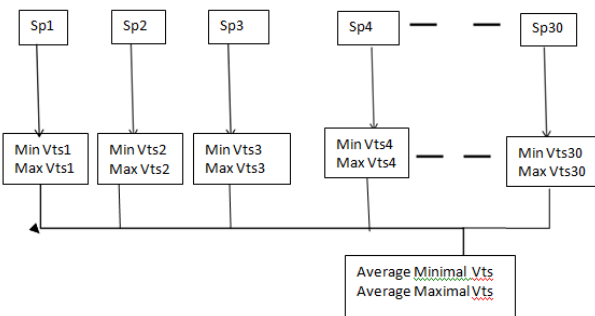 Sp1
Sp2
Sp3
Sp4
Sp30
Min Vts1
Max Vts1
Min Vts2
Max Vts2
Min Vts3
Max Vts3
Min Vts4
Max Vts4
Min Vts30
Max Vts30
Average Minimal Vts
Average Maximal Vts